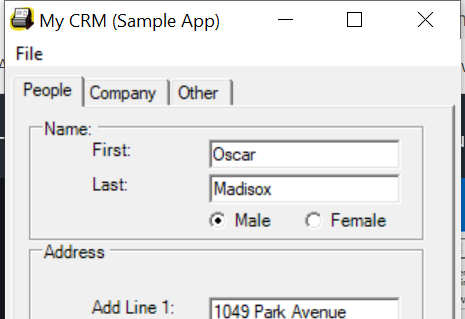 My CRM (Sample App)
File
People Company Other
Name:
First: Oscar
Last: Madisox
Male Female
Address
Add Line 1: 1049 Park Avenue